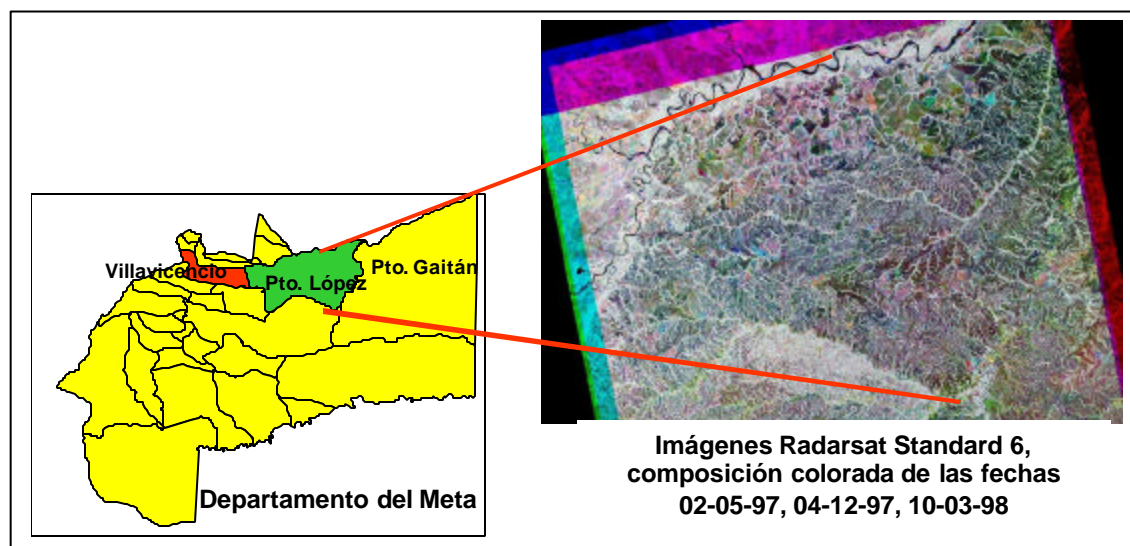 Villavicencio
Pto. López
Pto. Gaitán
Departamento del Meta
Imágenes Radarsat Standard 6,
composición colorada de las fechas
02-05-97, 04-12-97, 10-03-98